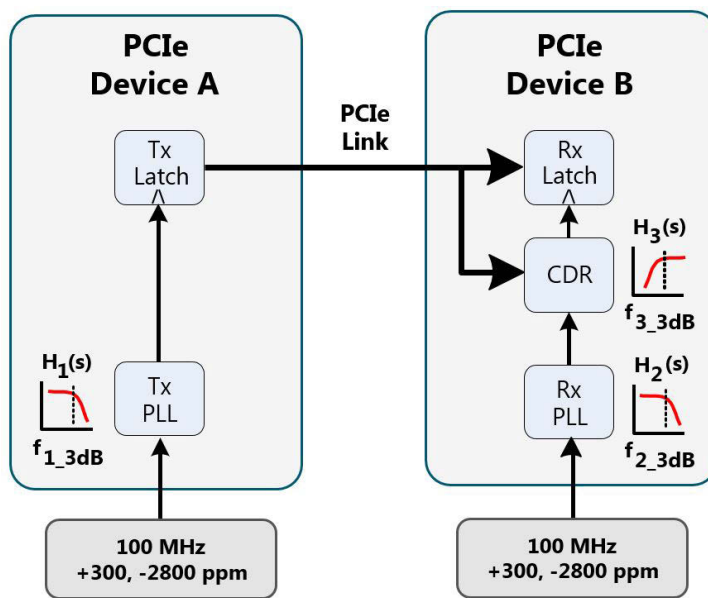 PCIe
Device A
PCIe
Device B
PCIe
Link
Tx
Latch
Rx
Latch
H3(s)
CDR
f3_3dB
H1(s)
Tx
PLL
f1_3dB
H2(s)
Rx
PLL
f2_3dB
100 MHz
+300, -2800 ppm
100 MHz
+300, -2800 ppm